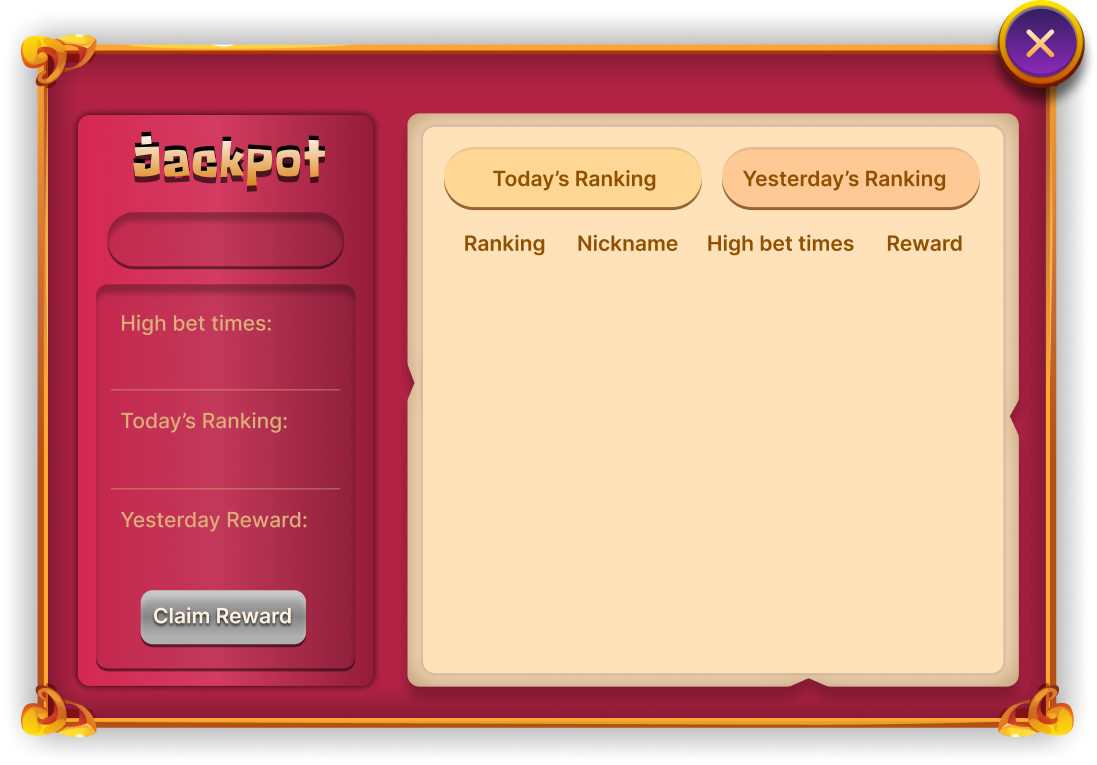 Jackpot
High bet times:
Today’s Ranking:
Yesterday Reward:
Claim Reward
Today’s Ranking
Yesterday’s Ranking
Ranking Nickname High bet times Reward